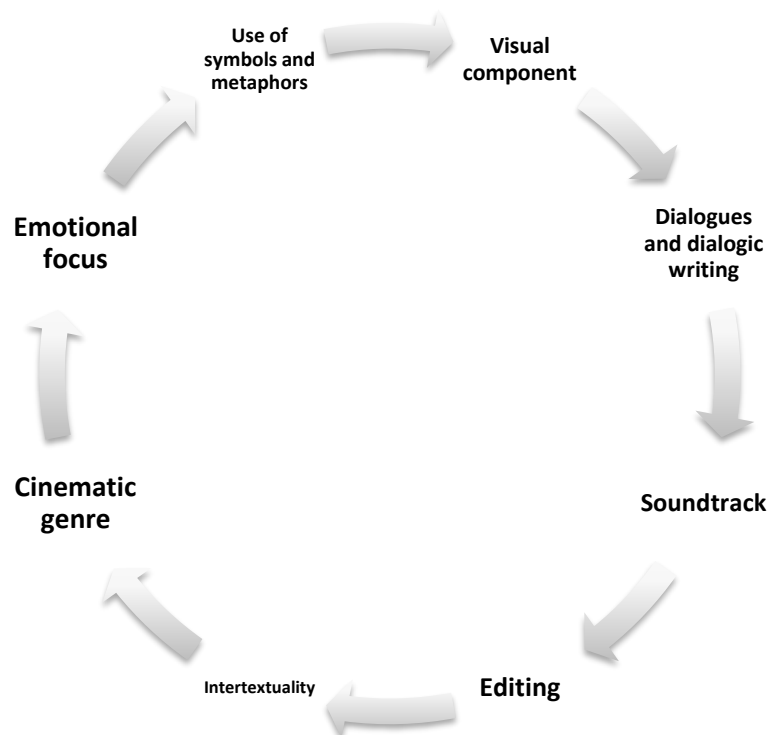 Use of
symbols and
metaphors
Visual
component
Dialogues
and dialogic
writing
Soundtrack
Editing
Intertextuality
Cinematic
genre
Emotional
focus